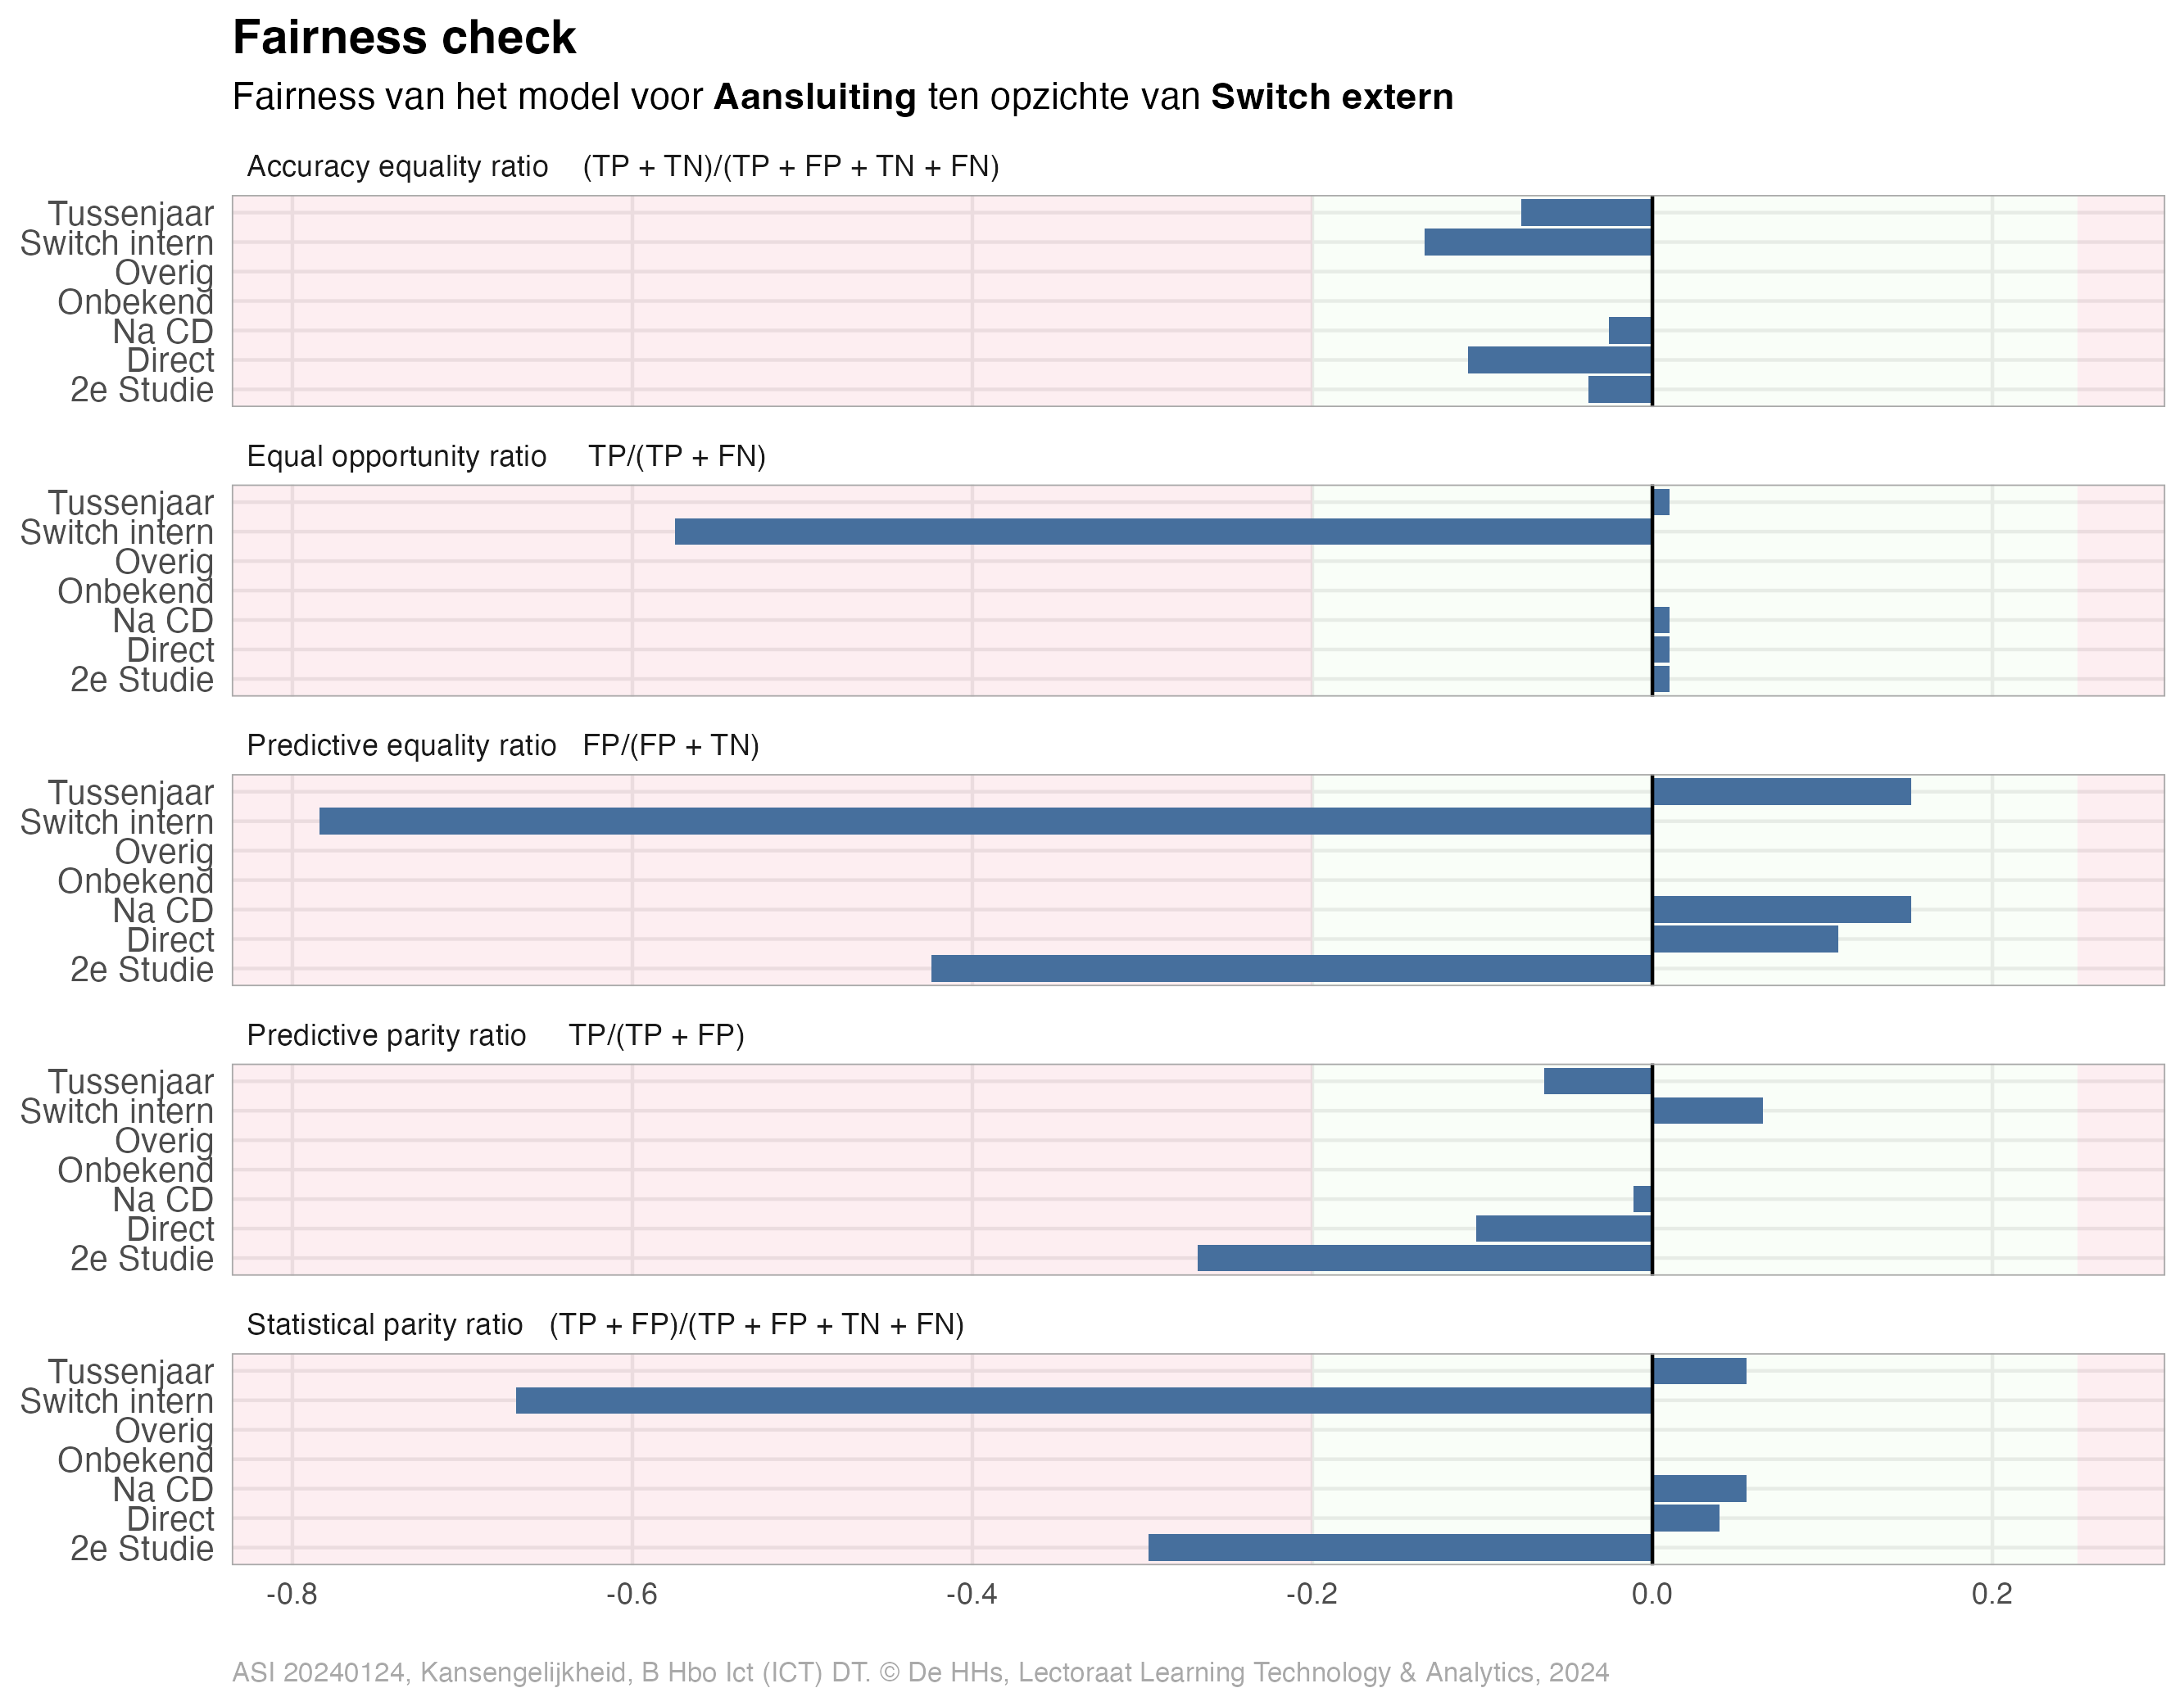 Fairness check
Fairness van het model voor Aansluiting ten opzichte van Switch extern
Accuracy equality ratio (TP + TN)/(TP + FP + TN + FN)
Tussenjaar
Switch intern
Overig
Onbekend
Na CD
Direct
2e Studie
Equal opportunity ratio TP/(TP + FN)
Tussenjaar
Switch intern
Overig
Onbekend
Na CD
Direct
2e Studie
Predictive equality ratio FP/(FP + TN)
Tussenjaar
Switch intern
Overig
Onbekend
Na CD
Direct
2e Studie
Predictive parity ratio TP/(TP + FP)
Tussenjaar
Switch intern
Overig
Onbekend
Na CD
Direct
2e Studie
Statistical parity ratio (TP + FP)/(TP + FP + TN + FN)
Tussenjaar
Switch intern
Overig
Onbekend
Na CD
Direct
2e Studie
-0.8 -0.6 -0.4 -0.2 0.0 0.2
ASI 20240124, Kansengelijkheid, B Hbo Ict (ICT) DT. © De HHs, Lectoraat Learning Technology & Analytics, 2024